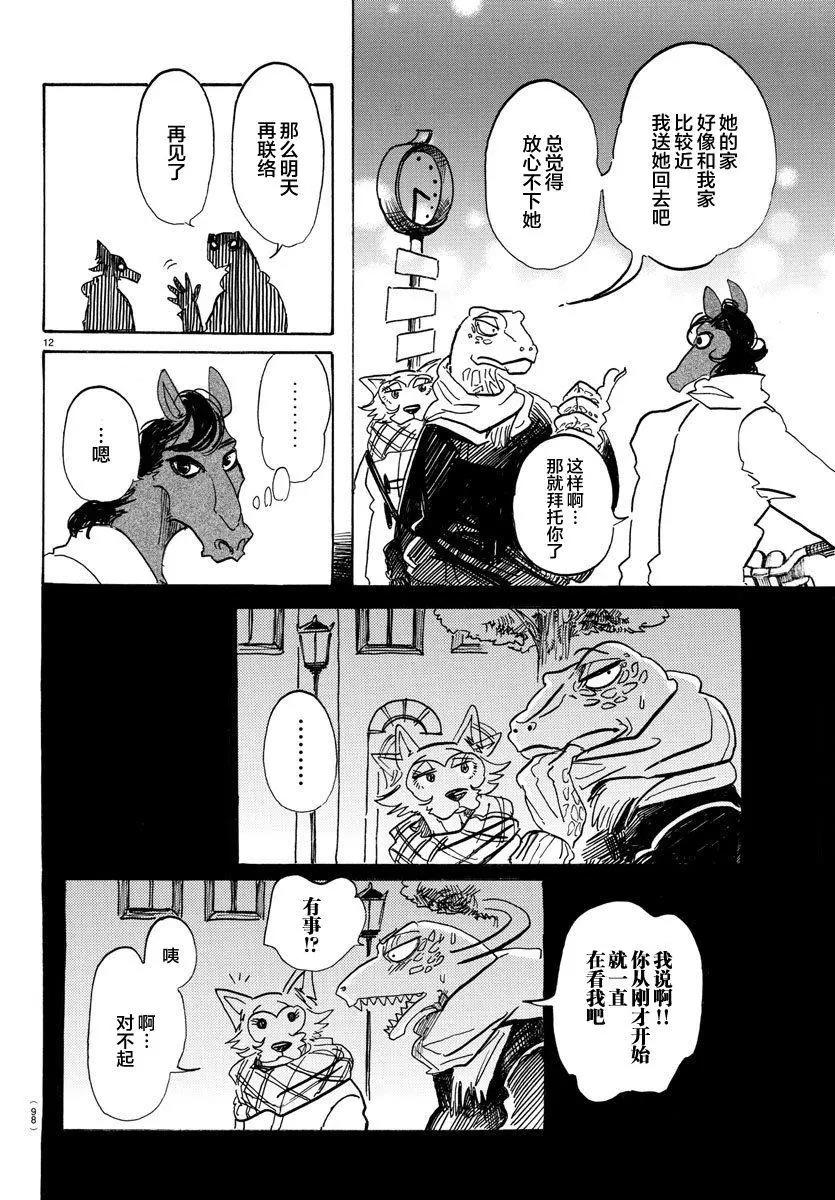 她的家
好像和我家
比较近
我送她回去吧
总觉得
放心不下她
这样啊…
那就拜托你了
那么明天
再联络
再见了
12
………
…嗯
………
我说啊!!
你从刚才开始
就一直
在看我吧
有事!?
咦
啊…
对不起
(98)